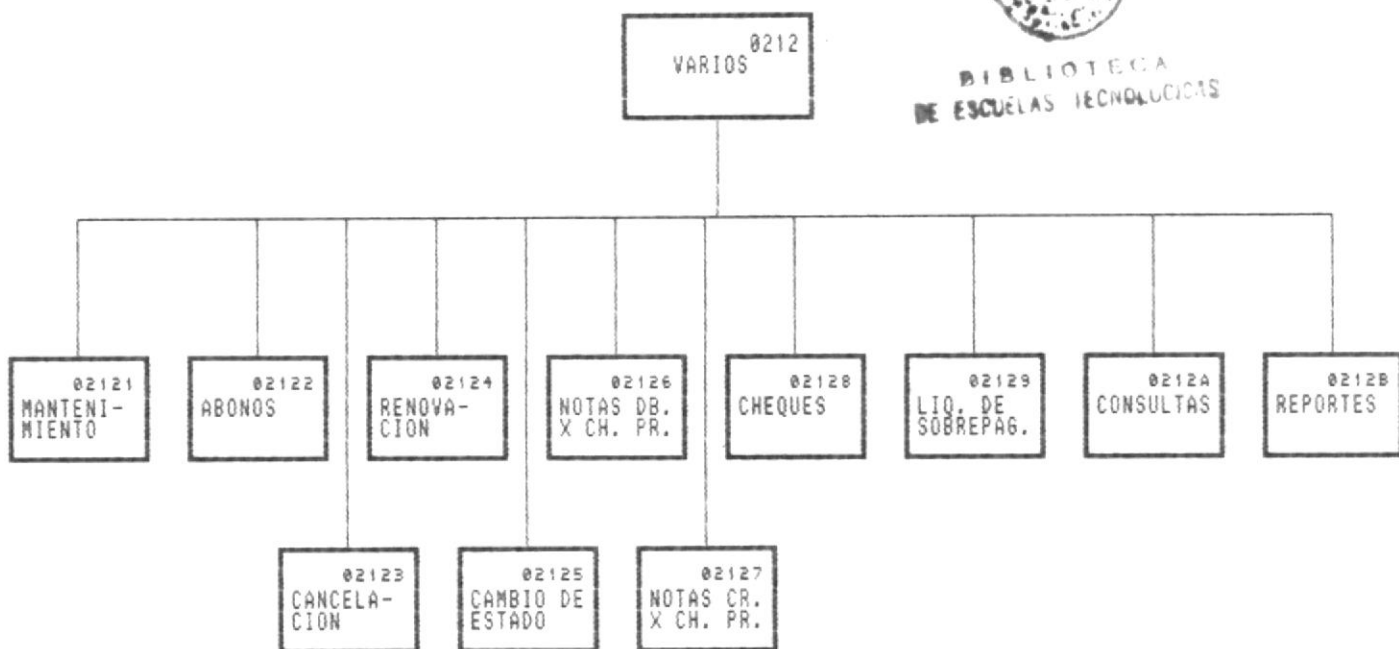 0212
VARIOS
BIBLIOTECA
DE ESCUELAS TECNOLOGICAS
02121
MANTENI-
MIENTO
02122
ABONOS
02124
RENOVA-
CION
02126
NOTAS DB.
X CH. PR.
02128
CHEQUES
02129
LIQ. DE
SOBREPAG.
0212A
CONSULTAS
0212B
REPORTES
02123
CANCELA-
CION
02125
CAMBIO DE
ESTADO
02127
NOTAS CR.
X CH. PR.